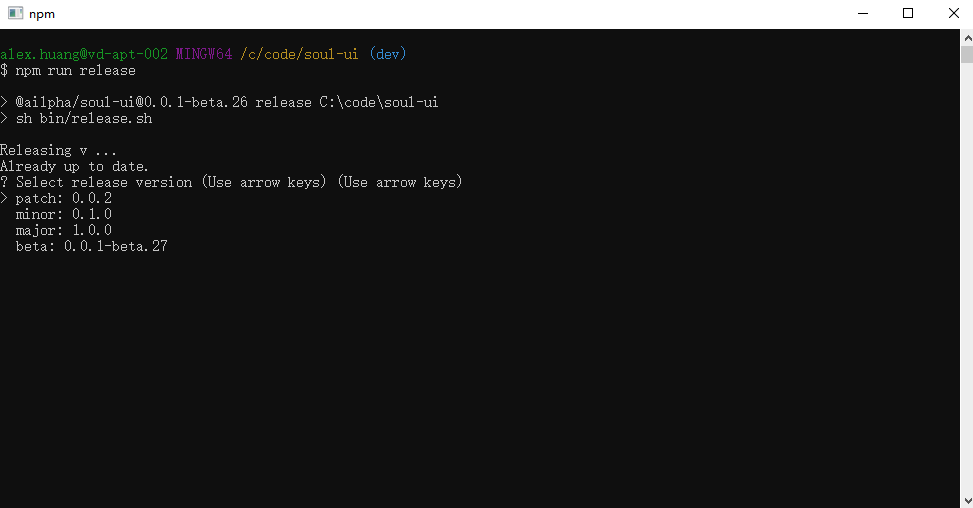 npm
alex.huang@vd-apt-002 MINGW64 /c/code/soul-ui (dev)
$ npm run release
> @ailpha/soul-ui@0.0.1-beta.26 release C:\code\soul-ui
> sh bin/release.sh
Releasing v ...
Already up to date.
? Select release version (Use arrow keys) (Use arrow keys)
> patch: 0.0.2
minor: 0.1.0
major: 1.0.0
beta: 0.0.1-beta.27